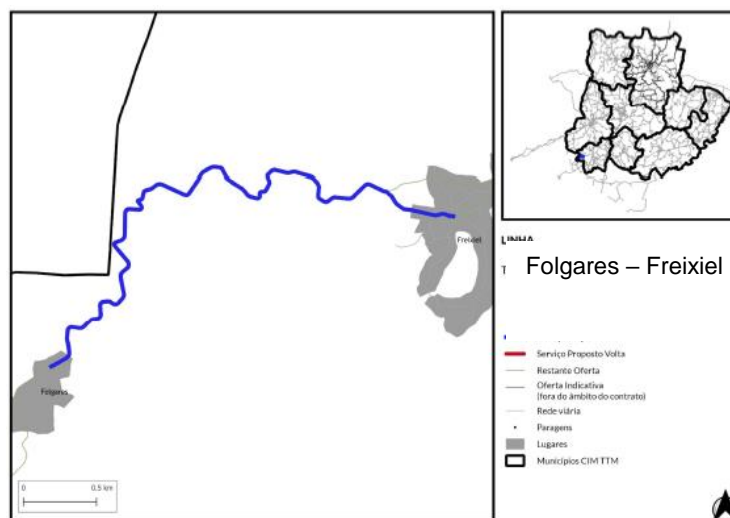 Freixiel
Folgares
0 0.5 km
LINHA
Folgares – Freixiel
Serviço Proposto Volta
Restante Oferta
Oferta Indicativa
(fora do âmbito do contrato)
Rede viária
Paragens
Lugares
Municípios CIM TTM